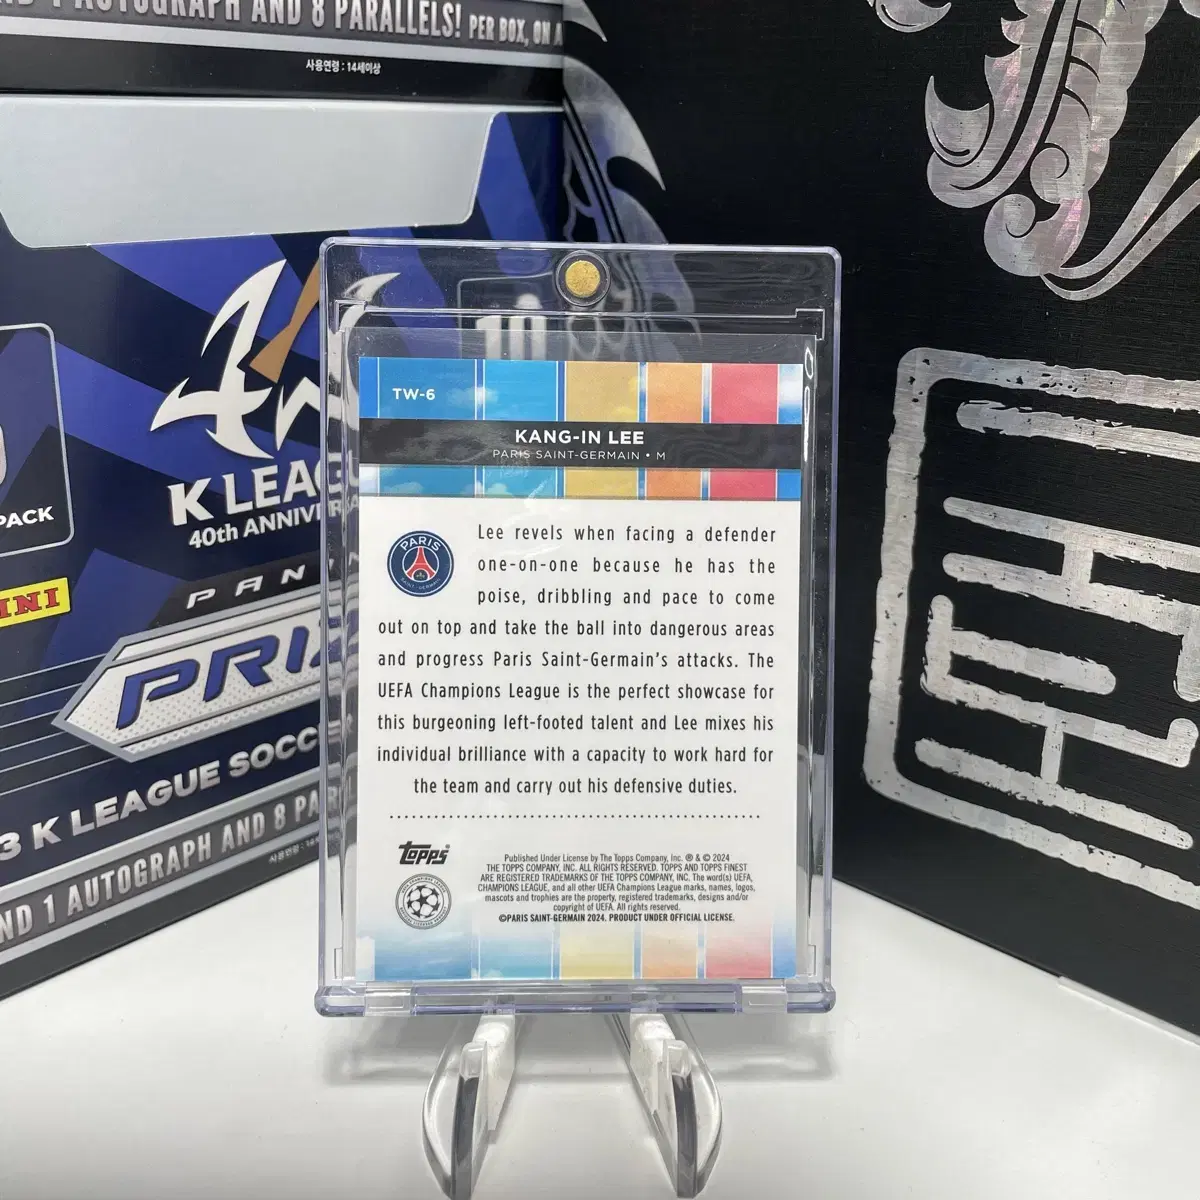 1 AUTOGRAPH AND 8 PARALLELS! PER BOX, ON A
사용연령 : 14세이상
10
PACK
K LEAGU
40th ANNIVERSA
PANI
INI
PRIZ
3 K LEAGUE SOCCE
ND 1 AUTOGRAPH AND 8 PA
TW-6
KANG-IN LEE
PARIS SAINT-GERMAIN • M
PARIS
SAINT-GERMAIN
Lee revels when facing a defender
one-on-one because he has the
poise, dribbling and pace to come
out on top and take the ball into dangerous areas
and progress Paris Saint-Germain's attacks. The
UEFA Champions League is the perfect showcase for
this burgeoning left-footed talent and Lee mixes his
individual brilliance with a capacity to work hard for
the team and carry out his defensive duties.
Topps
Published Under License by The Topps Company, Inc. ® & © 2024
THE TOPPS COMPANY, INC. ALL RIGHTS RESERVED. TOPPS AND TOPPS FINEST
ARE REGISTERED TRADEMARKS OF THE TOPPS COMPANY, INC. The word(s) UEFA,
CHAMPIONS LEAGUE, and all other UEFA Champions League marks, names, logos,
mascots and trophies are the property, registered trademarks, designs and/or
copyright of UEFA. All rights reserved.
©PARIS SAINT-GERMAIN 2024. PRODUCT UNDER OFFICIAL LICENSE.